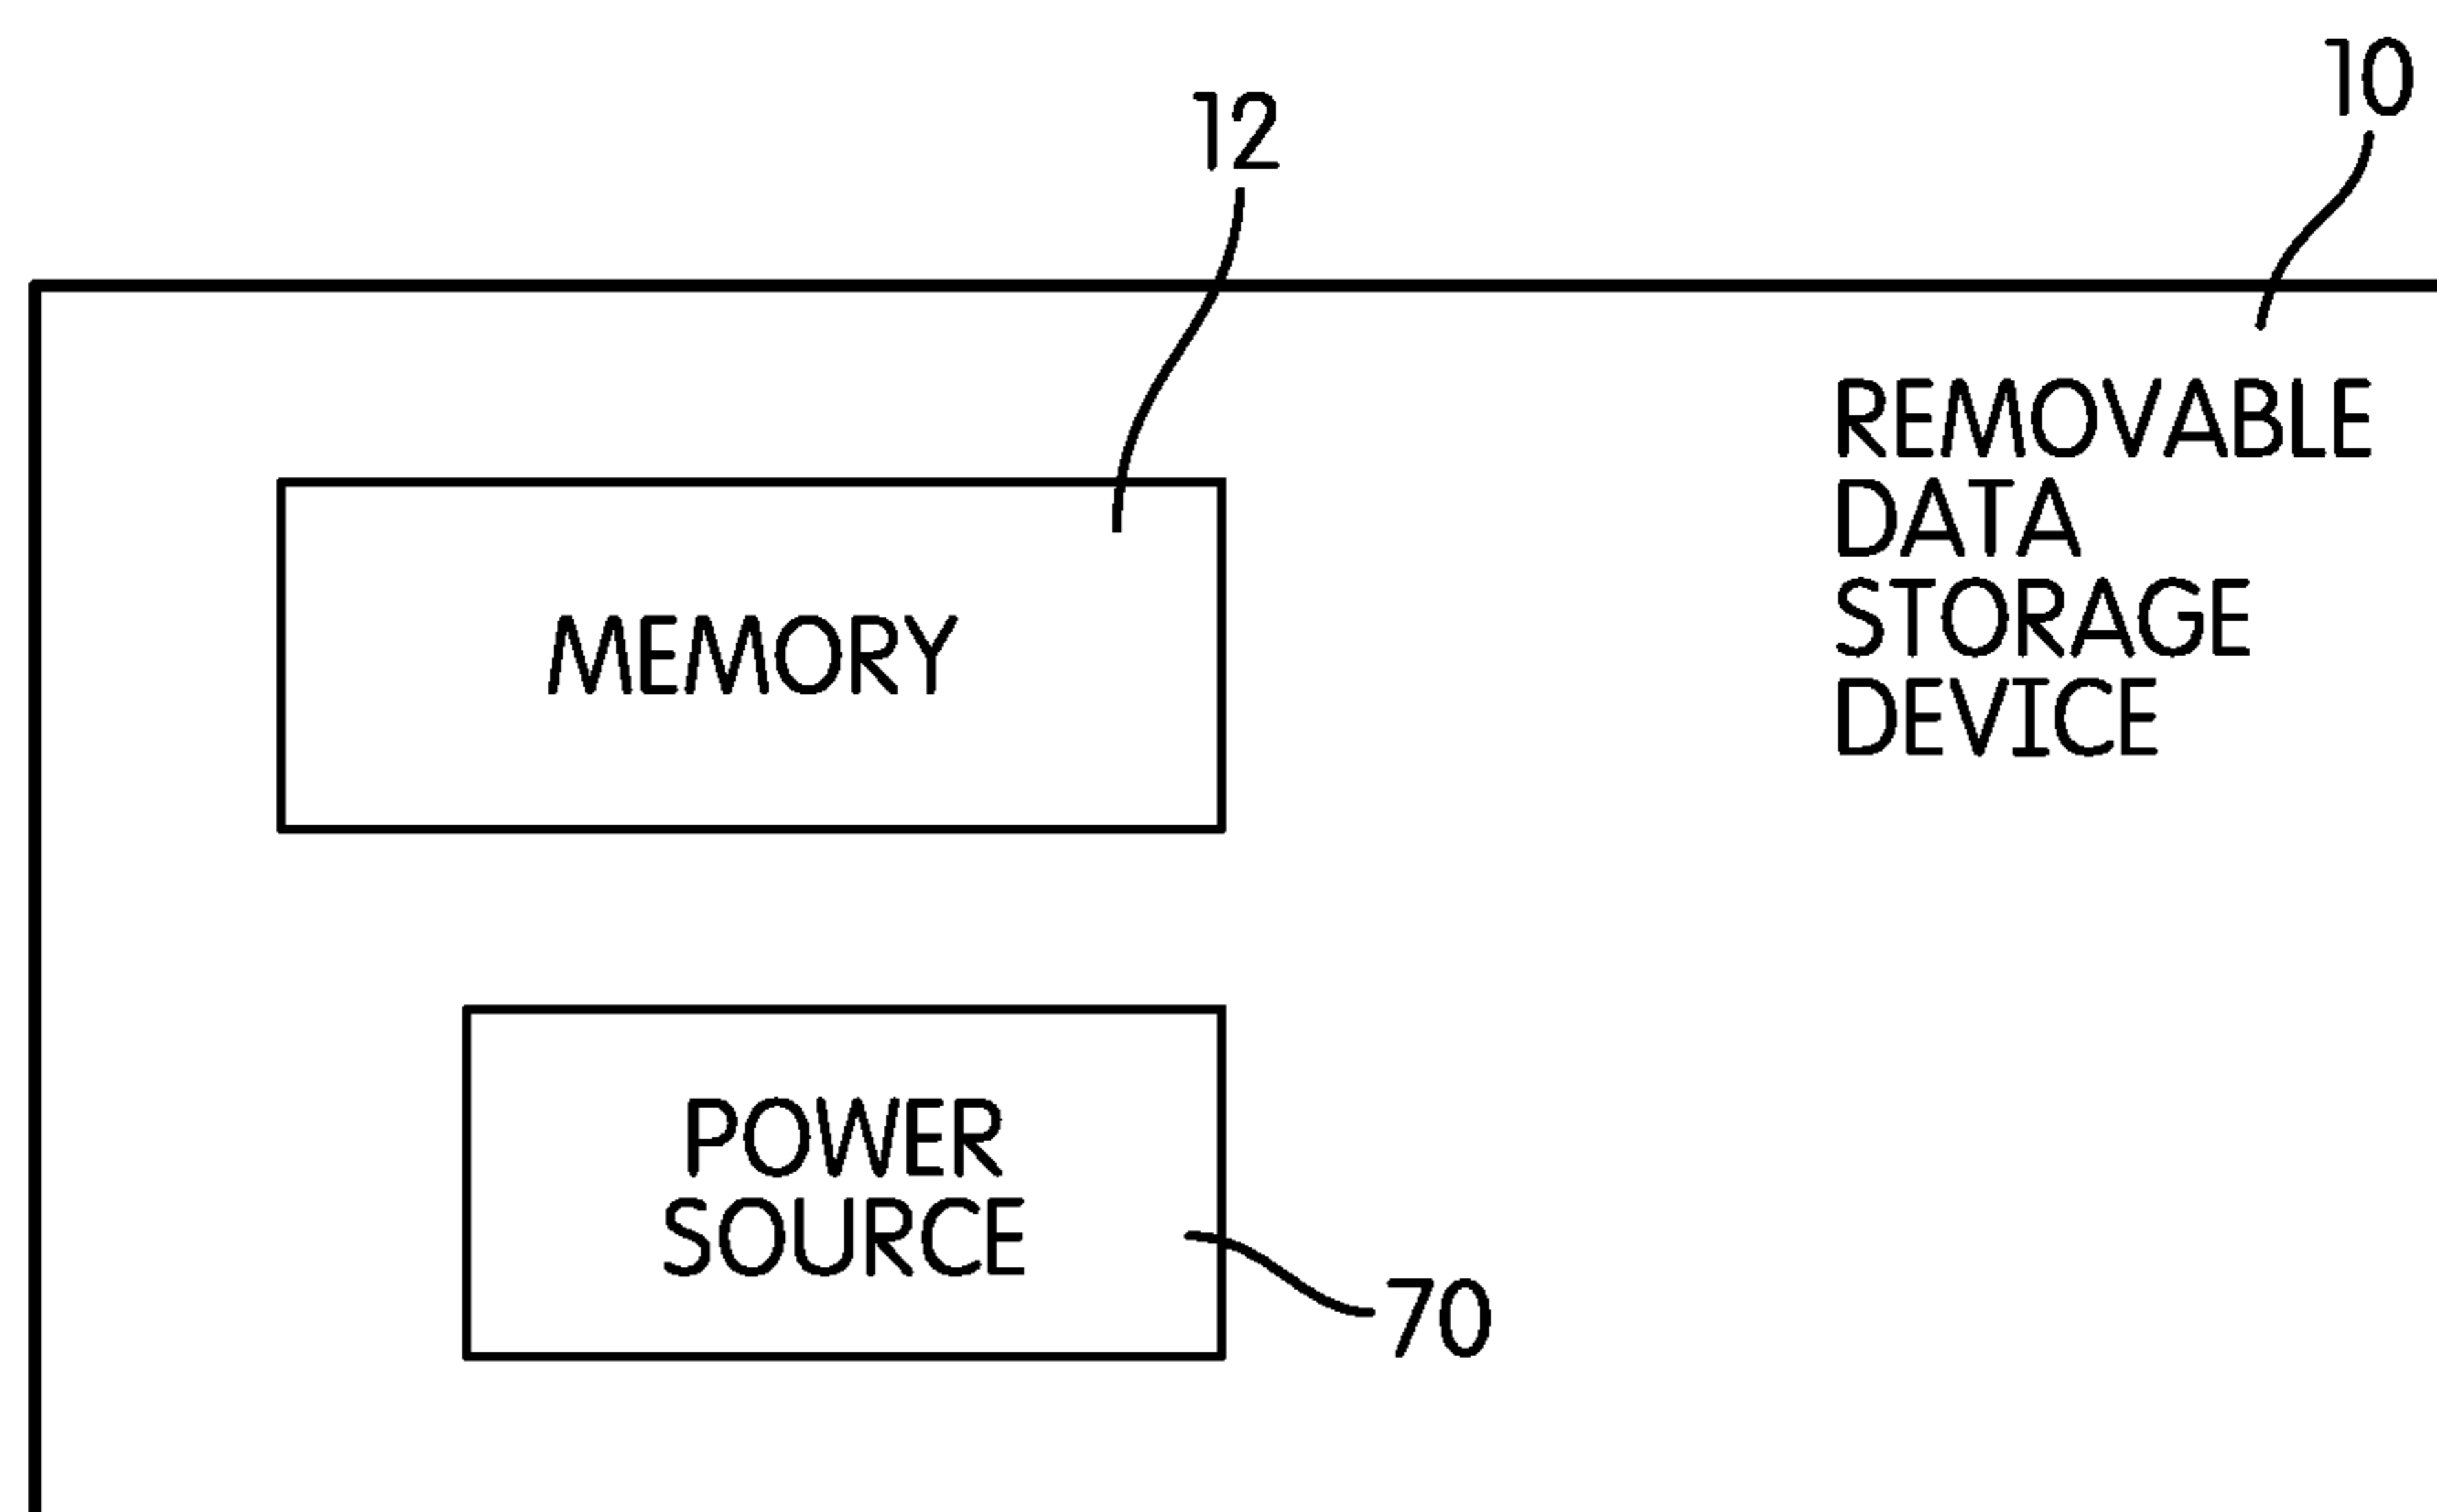 10
12
REMOVABLE
DATA
STORAGE
DEVICE
MEMORY
POWER
SOURCE
70